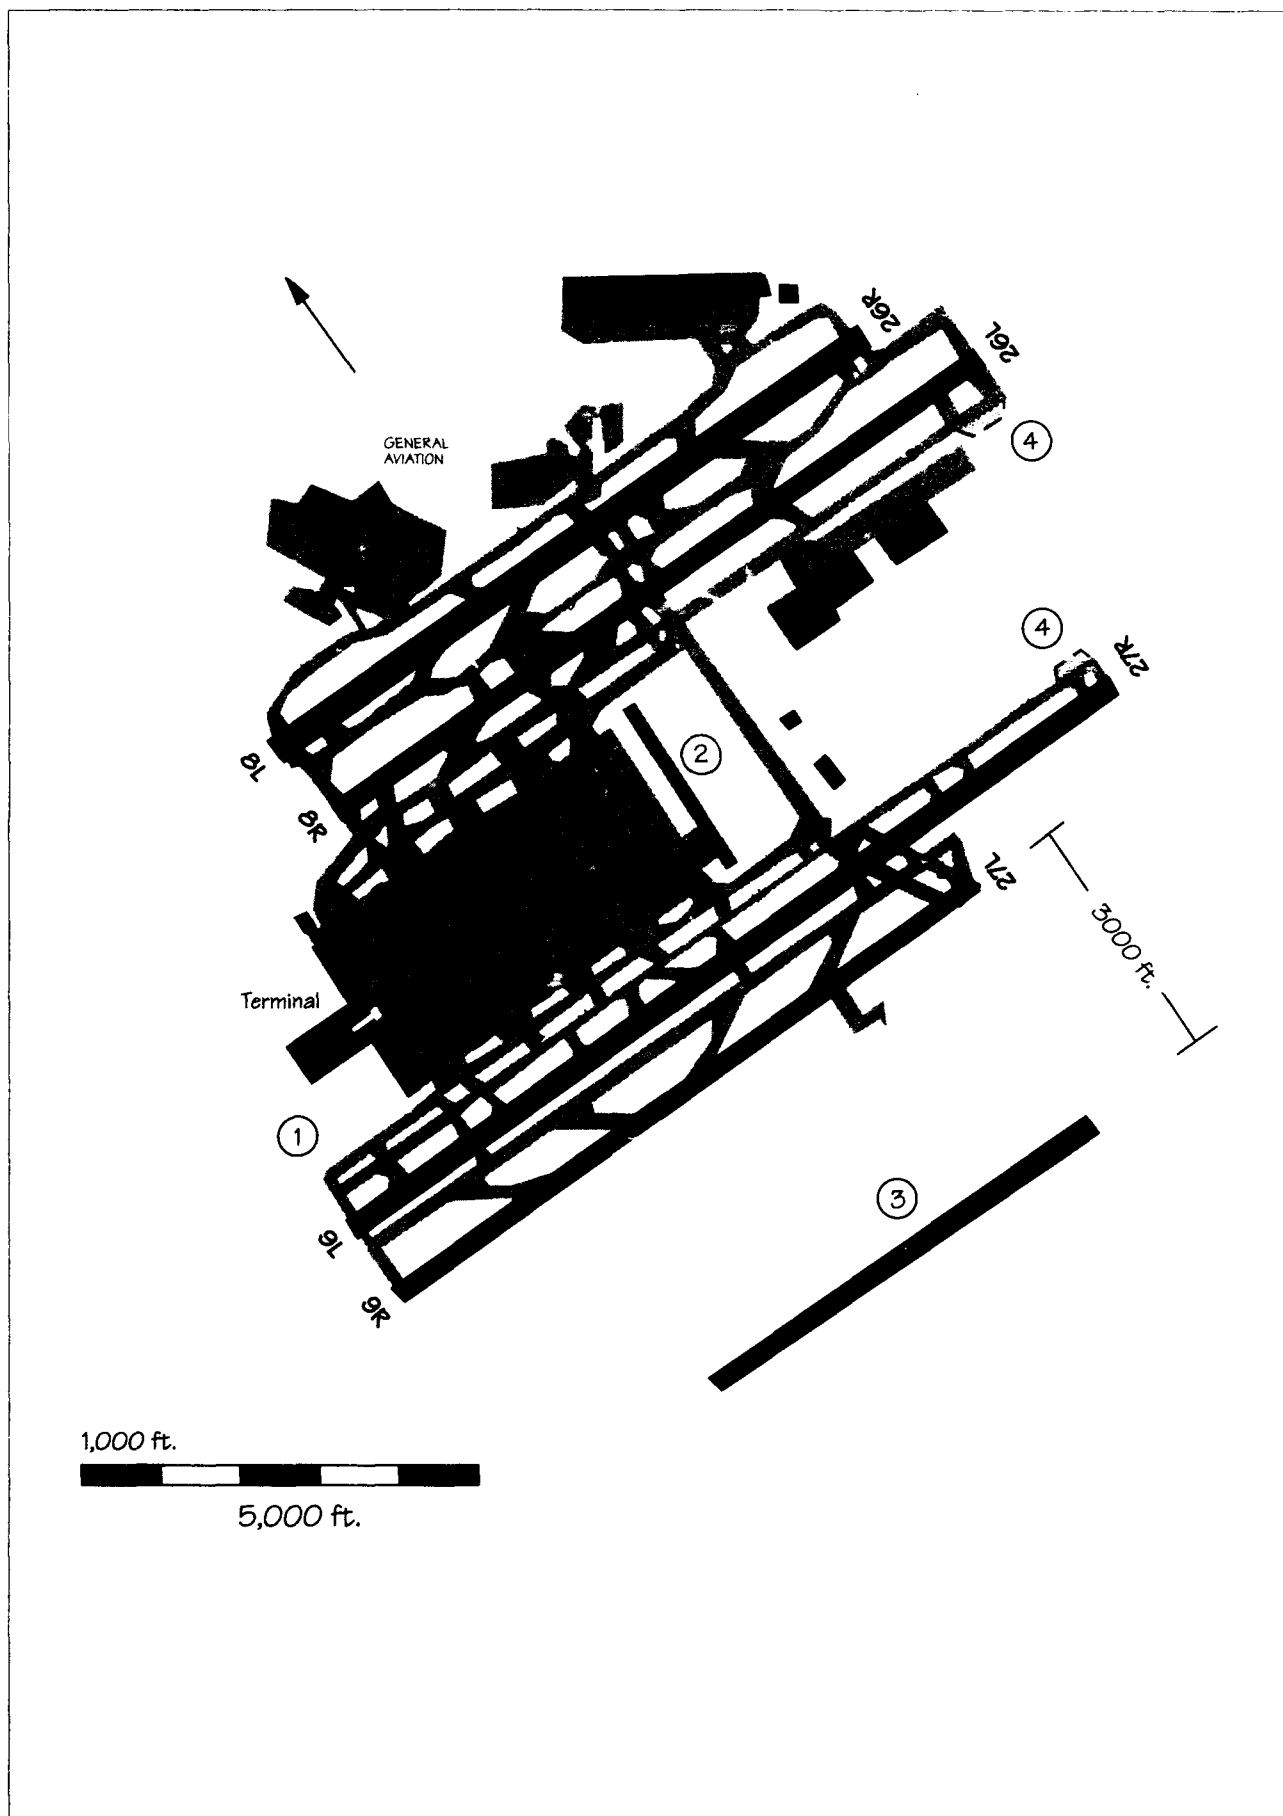 26R
26L
GENERAL
AVIATION
4
4
27R
8L
2
8R
27L
3000 ft.
Terminal
1
3
9L
9R
1,000 ft.
5,000 ft.